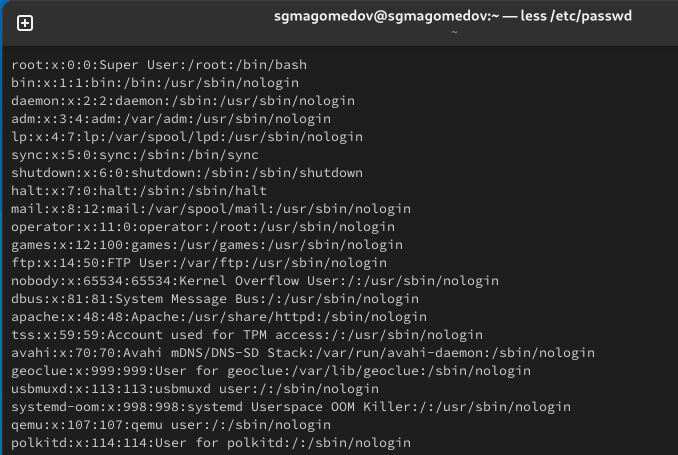 sgmagomedov@sgmagomedov:~ — less /etc/passwd
~
root:x:0:0:Super User:/root:/bin/bash
bin:x:1:1:bin:/bin:/usr/sbin/nologin
daemon:x:2:2:daemon:/sbin:/usr/sbin/nologin
adm:x:3:4:adm:/var/adm:/usr/sbin/nologin
lp:x:4:7:lp:/var/spool/lpd:/usr/sbin/nologin
sync:x:5:0:sync:/sbin:/bin/sync
shutdown:x:6:0:shutdown:/sbin:/sbin/shutdown
halt:x:7:0:halt:/sbin:/sbin/halt
mail:x:8:12:mail:/var/spool/mail:/usr/sbin/nologin
operator:x:11:0:operator:/root:/usr/sbin/nologin
games:x:12:100:games:/usr/games:/usr/sbin/nologin
ftp:x:14:50:FTP User:/var/ftp:/usr/sbin/nologin
nobody:x:65534:65534:Kernel Overflow User:/:/usr/sbin/nologin
dbus:x:81:81:System Message Bus:/:/usr/sbin/nologin
apache:x:48:48:Apache:/usr/share/httpd:/sbin/nologin
tss:x:59:59:Account used for TPM access:/:/usr/sbin/nologin
avahi:x:70:70:Avahi mDNS/DNS-SD Stack:/var/run/avahi-daemon:/sbin/nologin
geoclue:x:999:999:User for geoclue:/var/lib/geoclue:/sbin/nologin
usbmuxd:x:113:113:usbmuxd user:/:/sbin/nologin
systemd-oom:x:998:998:systemd Userspace OOM Killer:/:/usr/sbin/nologin
qemu:x:107:107:qemu user:/:/sbin/nologin
polkitd:x:114:114:User for polkitd:/:/sbin/nologin